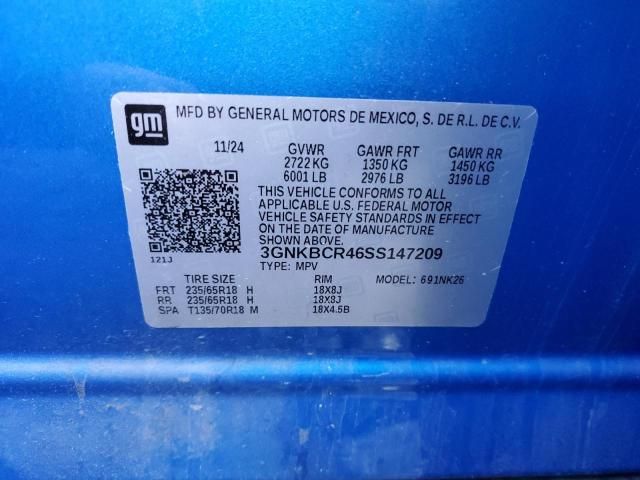 gm
MFD BY GENERAL MOTORS DE MEXICO, S. DE R.L. DE C.V.
11/24 GVWR GAWR FRT GAWR RR
2722 KG 1350 KG 1450 KG
6001 LB 2976 LB 3196 LB
THIS VEHICLE CONFORMS TO ALL
APPLICABLE U.S. FEDERAL MOTOR
VEHICLE SAFETY STANDARDS IN EFFECT
ON THE DATE OF MANUFACTURE
SHOWN ABOVE.
121J 3GNKBCR46SS147209
TYPE: MPV MODEL: 691NK26
TIRE SIZE RIM
FRT 235/65R18 H 18X8J
RR 235/65R18 H 18X8J
SPA T135/70R18 M 18X4.5B